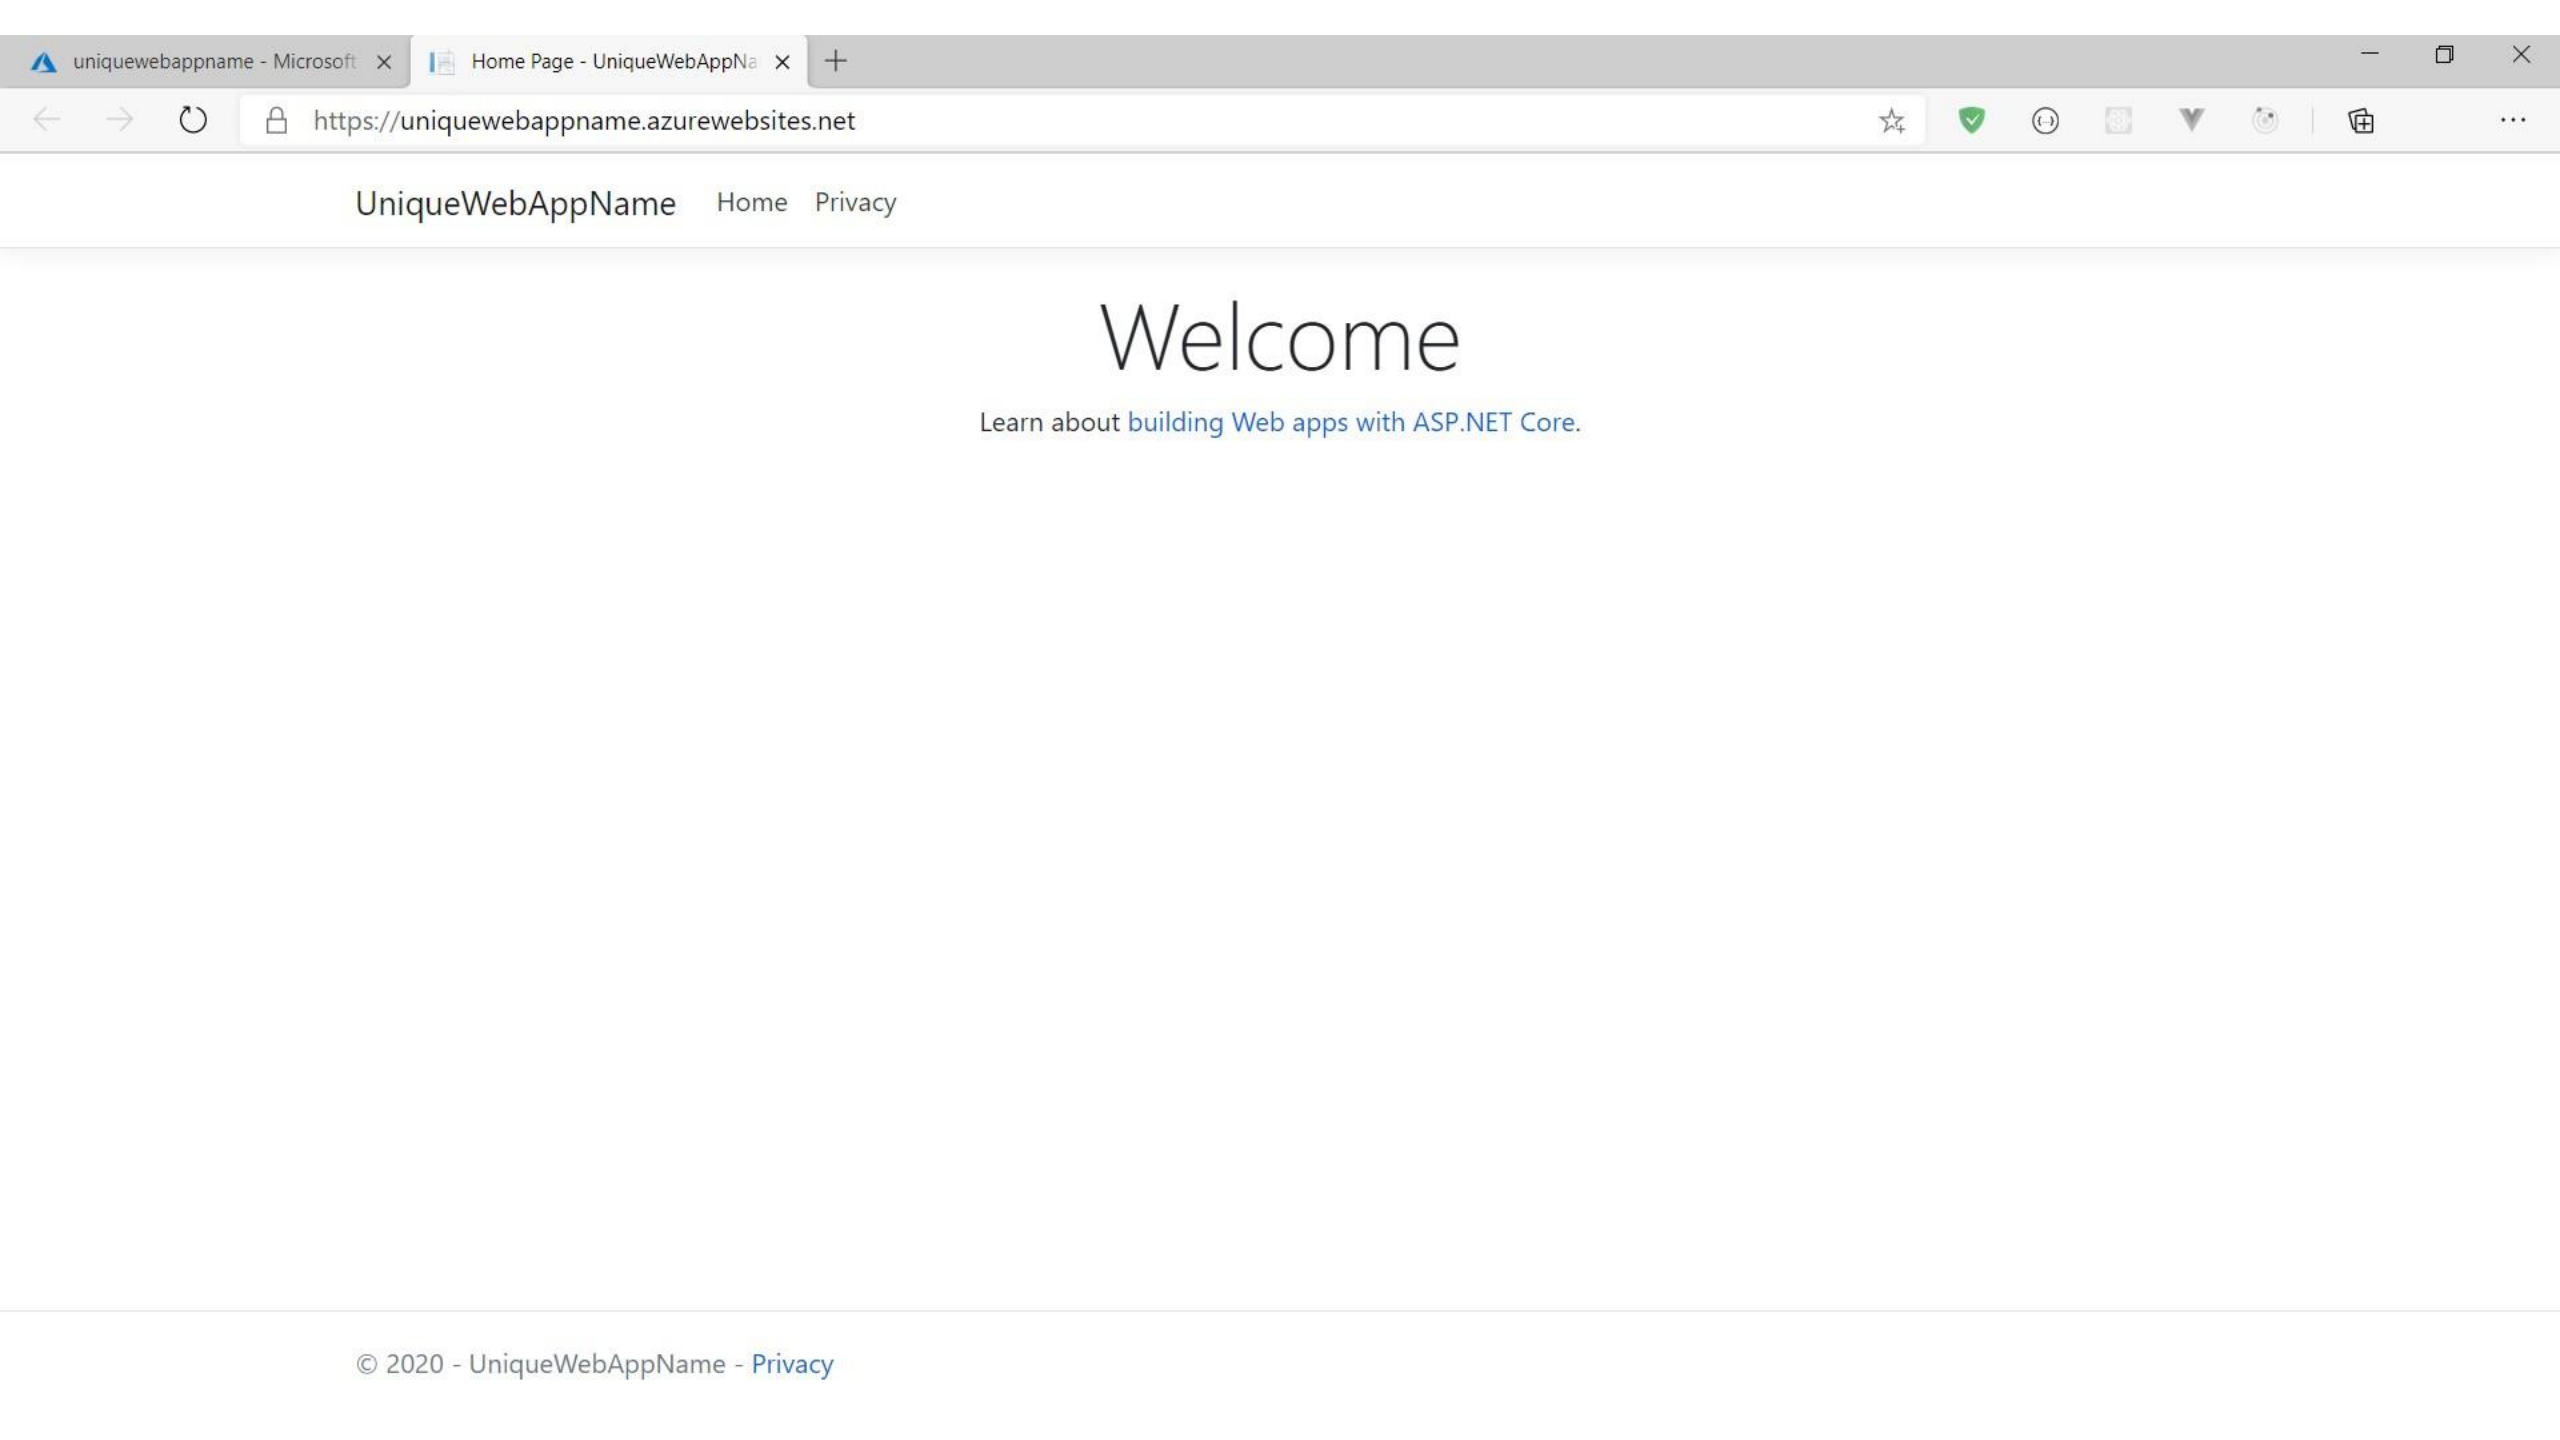 uniquewebappname - Microsoft
Home Page - UniqueWebAppNa
https://uniquewebappname.azurewebsites.net
UniqueWebAppName Home Privacy
Welcome
Learn about building Web apps with ASP.NET Core.
© 2020 - UniqueWebAppName - Privacy